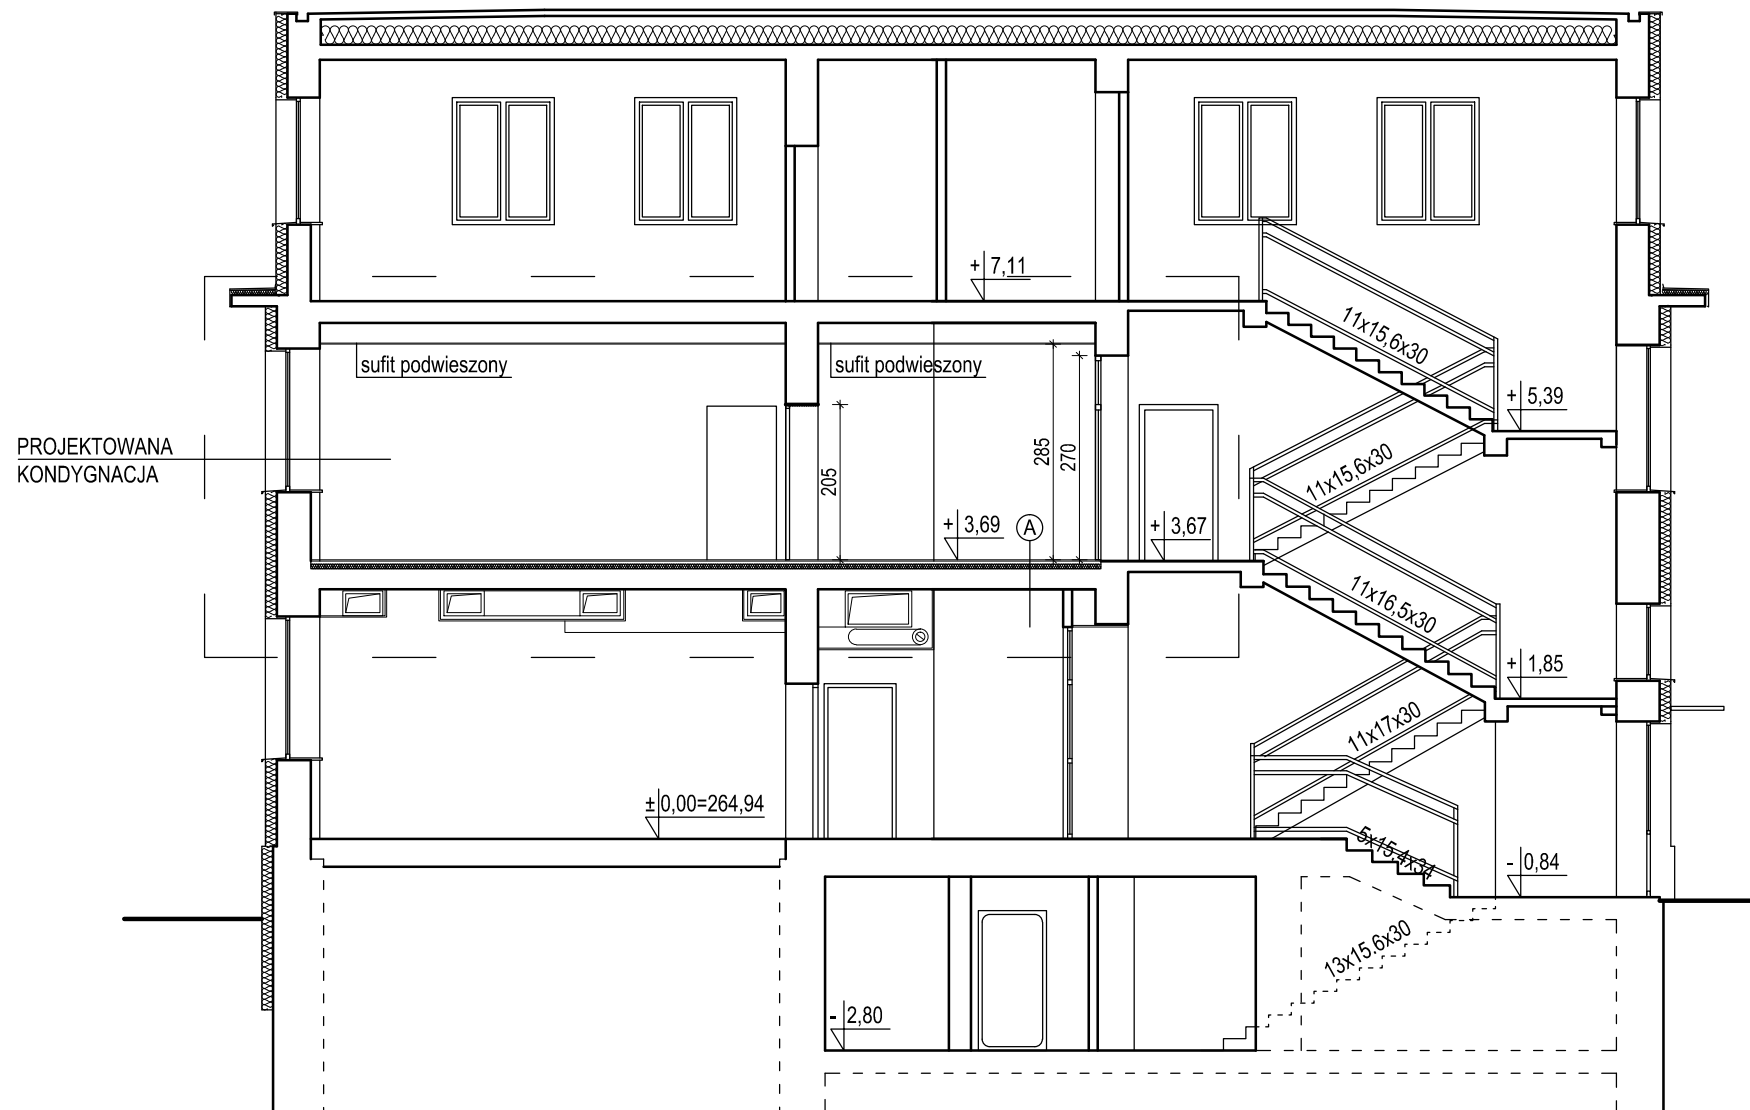 + 7,11
11x15,6x30
sufit podwieszony
sufit podwieszony
+ 5,39
PROJEKTOWANA
KONDYGNACJA
285
270
205
11x15,6x30
+ 3,69
A
+ 3,67
11x16,5x30
+ 1,85
11x17x30
±0,00=264,94
5x15,4x34
- 0,84
13x15.6x30
- 2,80